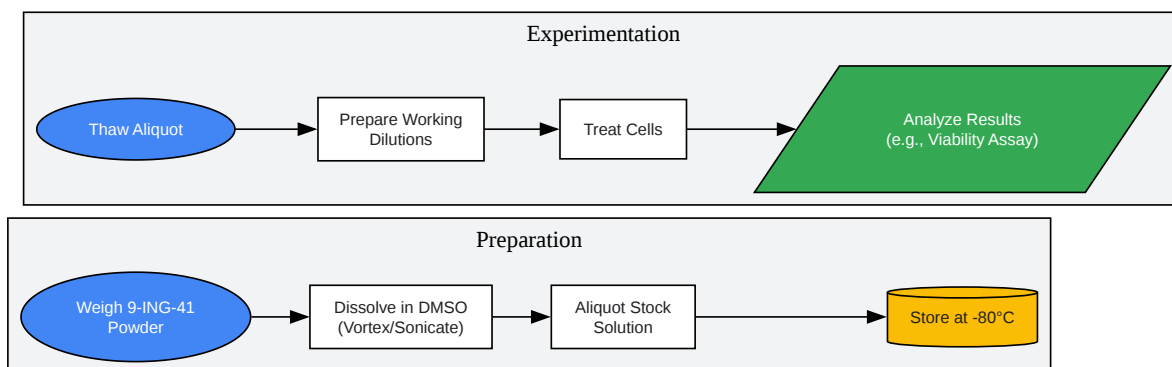 Experimentation
Thaw Aliquot
Prepare Working
Dilutions
Treat Cells
Analyze Results
(e.g., Viability Assay)
Preparation
Weigh 9-ING-41
Powder
Dissolve in DMSO
(Vortex/Sonicate)
Aliquot Stock
Solution
Store at -80°C